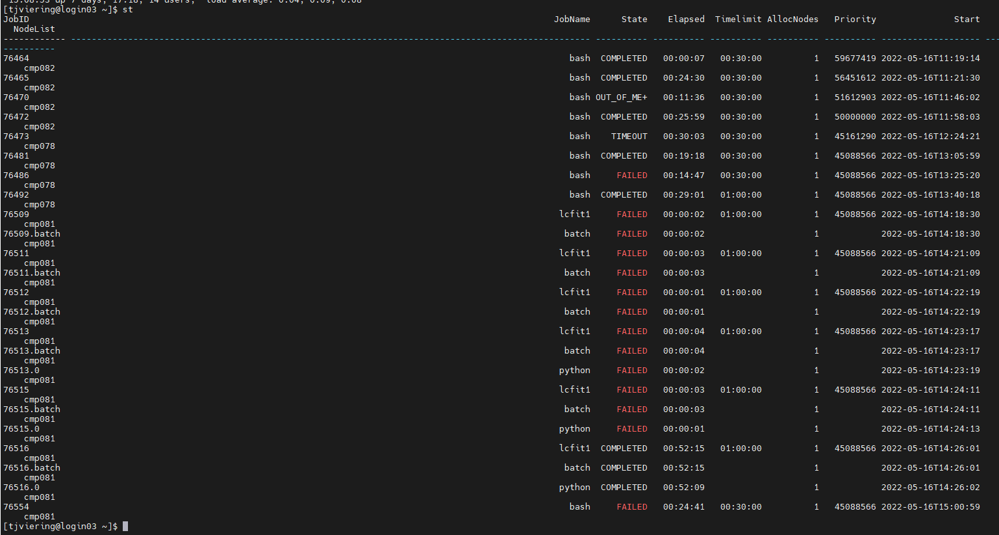 15:08:53 up 7 days, 17:18, 14 users, load average: 0.04, 0.09, 0.08
[tjviering@login03 ~]$ st
JobID JobName State Elapsed Timelimit AllocNodes Priority Start
NodeList
------------ ---------------------------------------------------------------------------------------------------- ---------- ---------- ---------- ---------- ---------- ------------------- ---
----------
76464 bash COMPLETED 00:00:07 00:30:00 1 59677419 2022-05-16T11:19:14
cmp082
76465 bash COMPLETED 00:24:30 00:30:00 1 56451612 2022-05-16T11:21:30
cmp082
76470 bash OUT_OF_ME+ 00:11:36 00:30:00 1 51612903 2022-05-16T11:46:02
cmp082
76472 bash COMPLETED 00:25:59 00:30:00 1 50000000 2022-05-16T11:58:03
cmp082
76473 bash TIMEOUT 00:30:03 00:30:00 1 45161290 2022-05-16T12:24:21
cmp078
76481 bash COMPLETED 00:19:18 00:30:00 1 45088566 2022-05-16T13:05:59
cmp078
76486 bash FAILED 00:14:47 00:30:00 1 45088566 2022-05-16T13:25:20
cmp078
76492 bash COMPLETED 00:29:01 01:00:00 1 45088566 2022-05-16T13:40:18
cmp078
76509 lcfit1 FAILED 00:00:02 01:00:00 1 45088566 2022-05-16T14:18:30
cmp081
76509.batch batch FAILED 00:00:02 1 2022-05-16T14:18:30
cmp081
76511 lcfit1 FAILED 00:00:03 01:00:00 1 45088566 2022-05-16T14:21:09
cmp081
76511.batch batch FAILED 00:00:03 1 2022-05-16T14:21:09
cmp081
76512 lcfit1 FAILED 00:00:01 01:00:00 1 45088566 2022-05-16T14:22:19
cmp081
76512.batch batch FAILED 00:00:01 1 2022-05-16T14:22:19
cmp081
76513 lcfit1 FAILED 00:00:04 01:00:00 1 45088566 2022-05-16T14:23:17
cmp081
76513.batch batch FAILED 00:00:04 1 2022-05-16T14:23:17
cmp081
76513.0 python FAILED 00:00:02 1 2022-05-16T14:23:19
cmp081
76515 lcfit1 FAILED 00:00:03 01:00:00 1 45088566 2022-05-16T14:24:11
cmp081
76515.batch batch FAILED 00:00:03 1 2022-05-16T14:24:11
cmp081
76515.0 python FAILED 00:00:01 1 2022-05-16T14:24:13
cmp081
76516 lcfit1 COMPLETED 00:52:15 01:00:00 1 45088566 2022-05-16T14:26:01
cmp081
76516.batch batch COMPLETED 00:52:15 1 2022-05-16T14:26:01
cmp081
76516.0 python COMPLETED 00:52:09 1 2022-05-16T14:26:02
cmp081
76554 bash FAILED 00:24:41 00:30:00 1 45088566 2022-05-16T15:00:59
cmp081
[tjviering@login03 ~]$